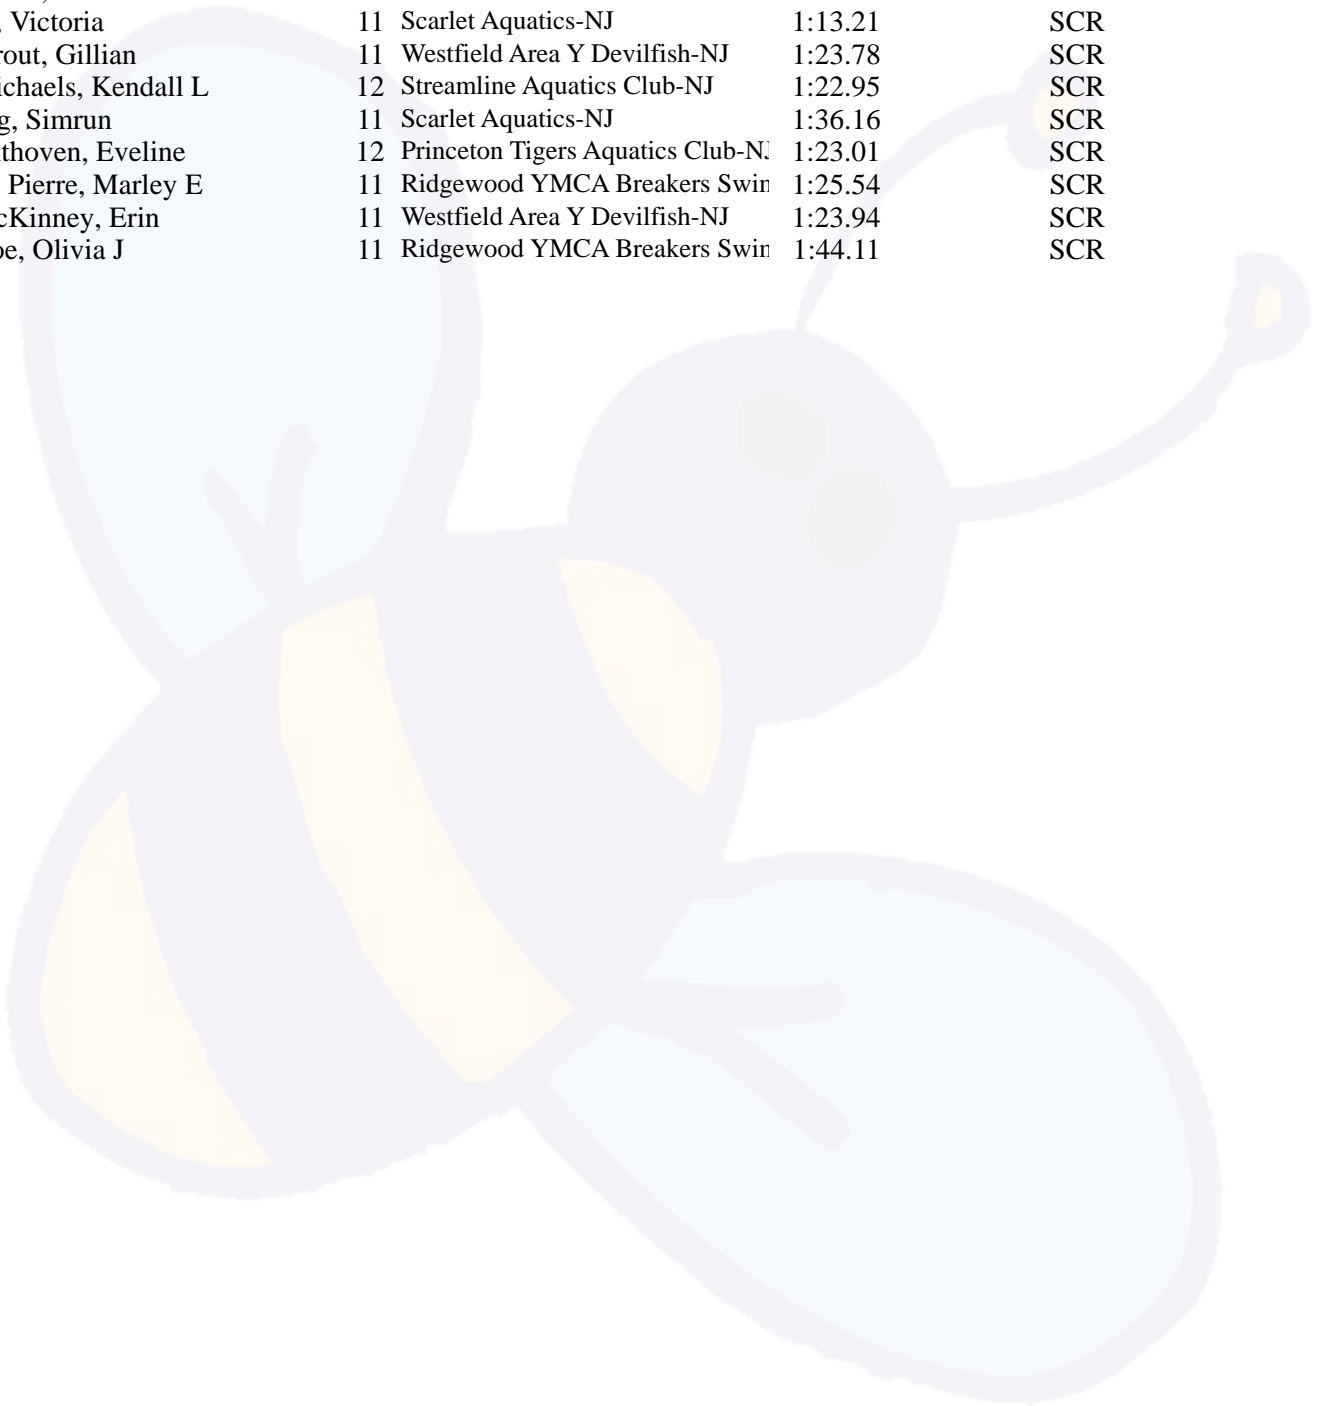 , Victoria 11 Scarlet Aquatics-NJ 1:13.21 SCR
rout, Gillian 11 Westfield Area Y Devilfish-NJ 1:23.78 SCR
ichaels, Kendall L 12 Streamline Aquatics Club-NJ 1:22.95 SCR
g, Simrun 11 Scarlet Aquatics-NJ 1:36.16 SCR
thoven, Eveline 12 Princeton Tigers Aquatics Club-NJ 1:23.01 SCR
Pierre, Marley E 11 Ridgewood YMCA Breakers Swin 1:25.54 SCR
cKinney, Erin 11 Westfield Area Y Devilfish-NJ 1:23.94 SCR
oe, Olivia J 11 Ridgewood YMCA Breakers Swin 1:44.11 SCR